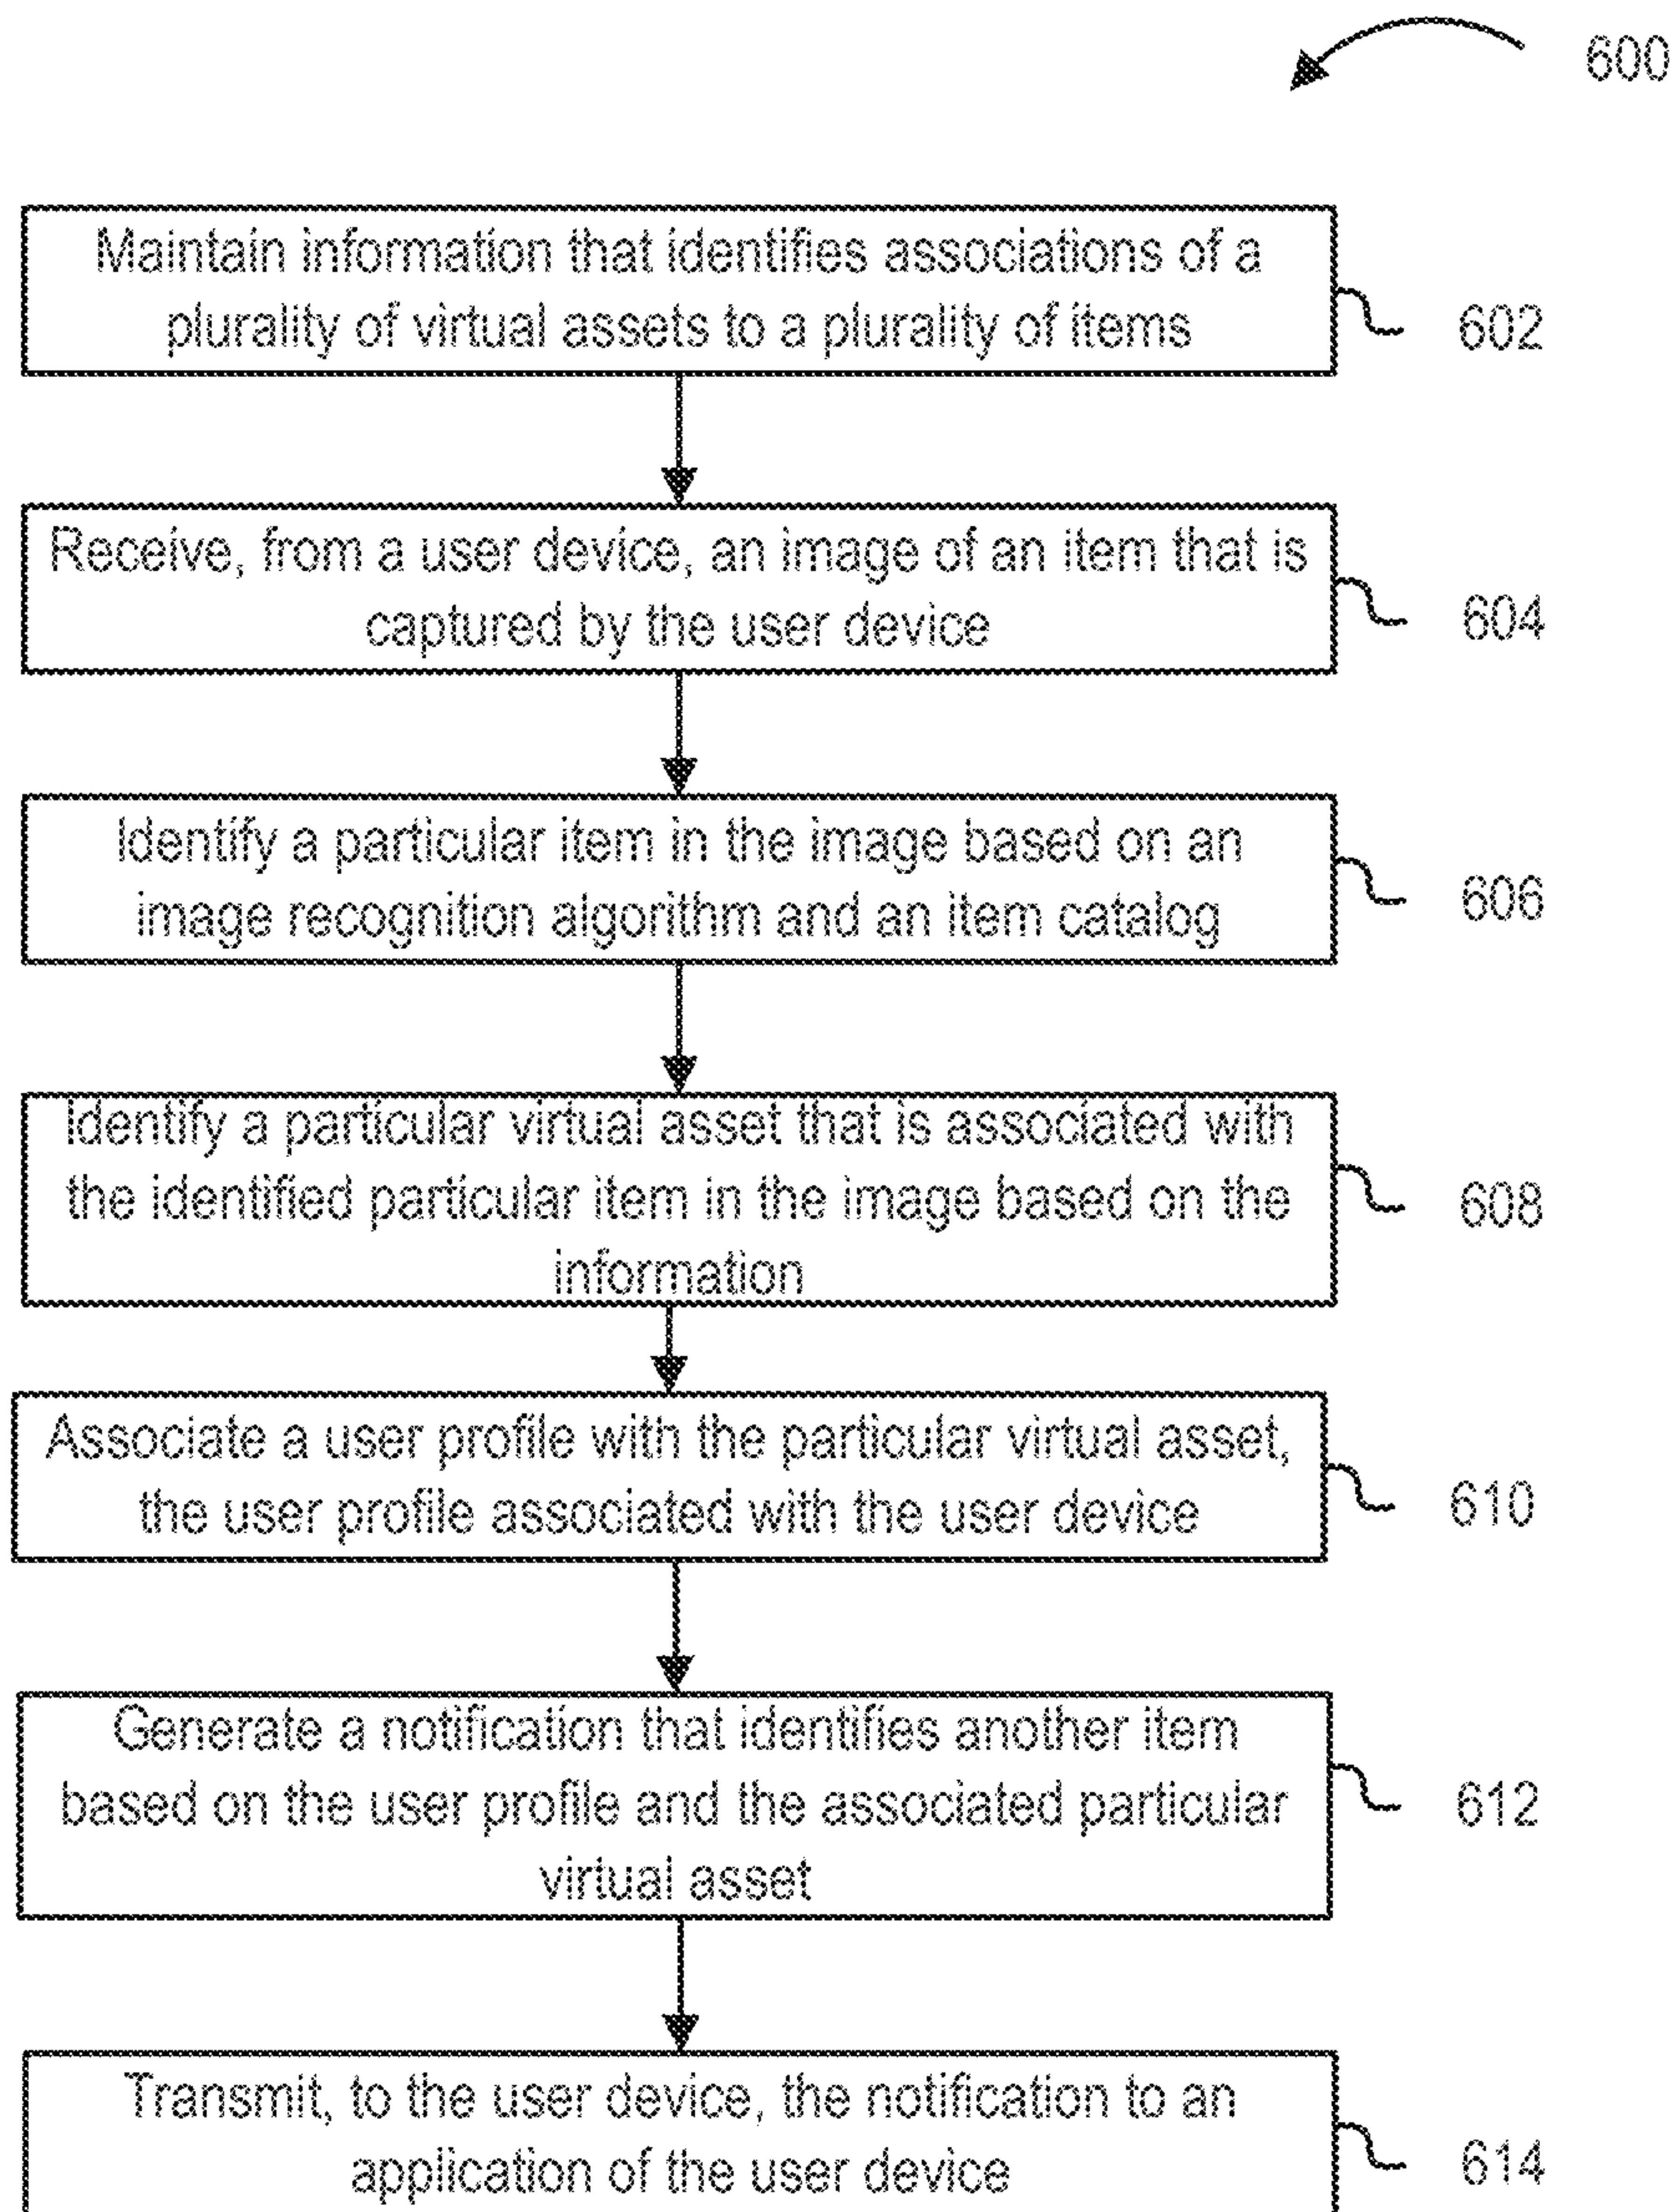 600
Maintain information that identifies associations of a
plurality of virtual assets to a plurality of items
602
Receive, from a user device, an image of an item that is
captured by the user device
604
Identify a particular item in the image based on an
image recognition algorithm and an item catalog
606
Identify a particular virtual asset that is associated with
the identified particular item in the image based on the
information
608
Associate a user profile with the particular virtual asset,
the user profile associated with the user device
610
Generate a notification that identifies another item
based on the user profile and the associated particular
virtual asset
612
Transmit, to the user device, the notification to an
application of the user device
614